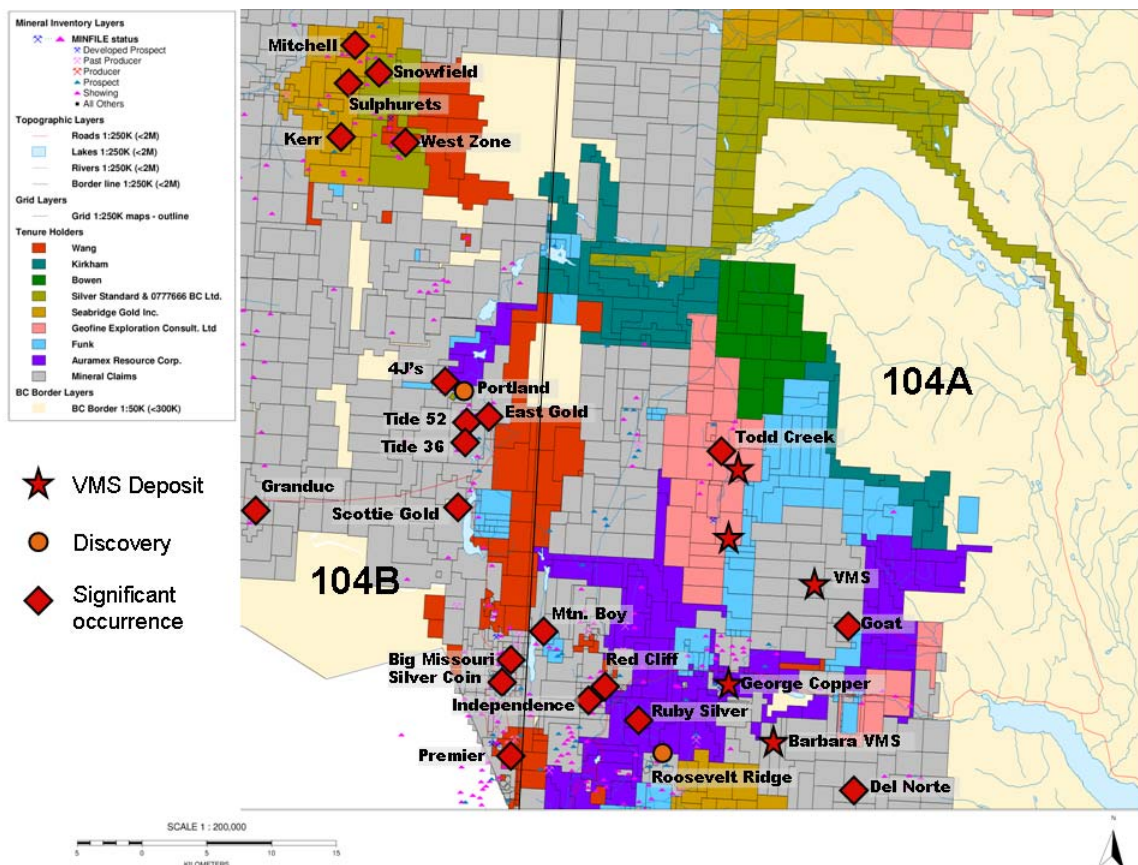 Mineral Inventory Layers
MINFILE status
Developed Prospect
Past Producer
Producer
Prospect
Showing
All Others
Topographic Layers
Roads 1:250K (<2M)
Lakes 1:250K (<2M)
Rivers 1:250K (<2M)
Border line 1:250K (<2M)
Grid Layers
Grid 1:250K maps - outline
Tenure Holders
Wang
Kirkham
Bowen
Silver Standard & 0777666 BC Ltd.
Seabridge Gold Inc.
Geofine Exploration Consult. Ltd
Funk
Auramex Resource Corp.
Mineral Claims
BC Border Layers
BC Border 1:50K (<300K)
VMS Deposit
Discovery
Significant
occurrence
Mitchell
Snowfield
Sulphurets
Kerr
West Zone
4J's
Portland
East Gold
Tide 52
Tide 36
104A
Todd Creek
Granduc
Scottie Gold
104B
VMS
Goat
Mtn. Boy
Big Missouri
Red Cliff
Silver Coin
George Copper
Independence
Ruby Silver
Barbara VMS
Premier
Roosevelt Ridge
Del Norte
SCALE 1 : 200,000
5 0 5 10 15
KILOMETERS
N